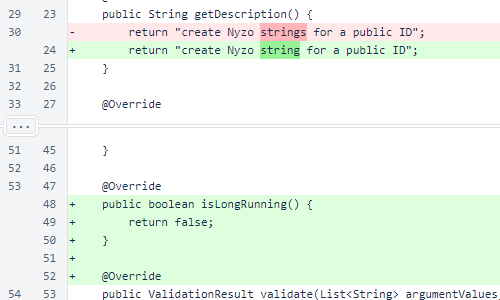 29 23 public String getDescription() {
30 - return "create Nyzo strings for a public ID";
24 + return "create Nyzo string for a public ID";
31 25 }
32 26
33 27 @Override
...
51 45 }
52 46
53 47 @Override
48 + public boolean isLongRunning() {
49 + return false;
50 + }
51 +
52 + @Override
54 53 public ValidationResult validate(List<String> argumentValues